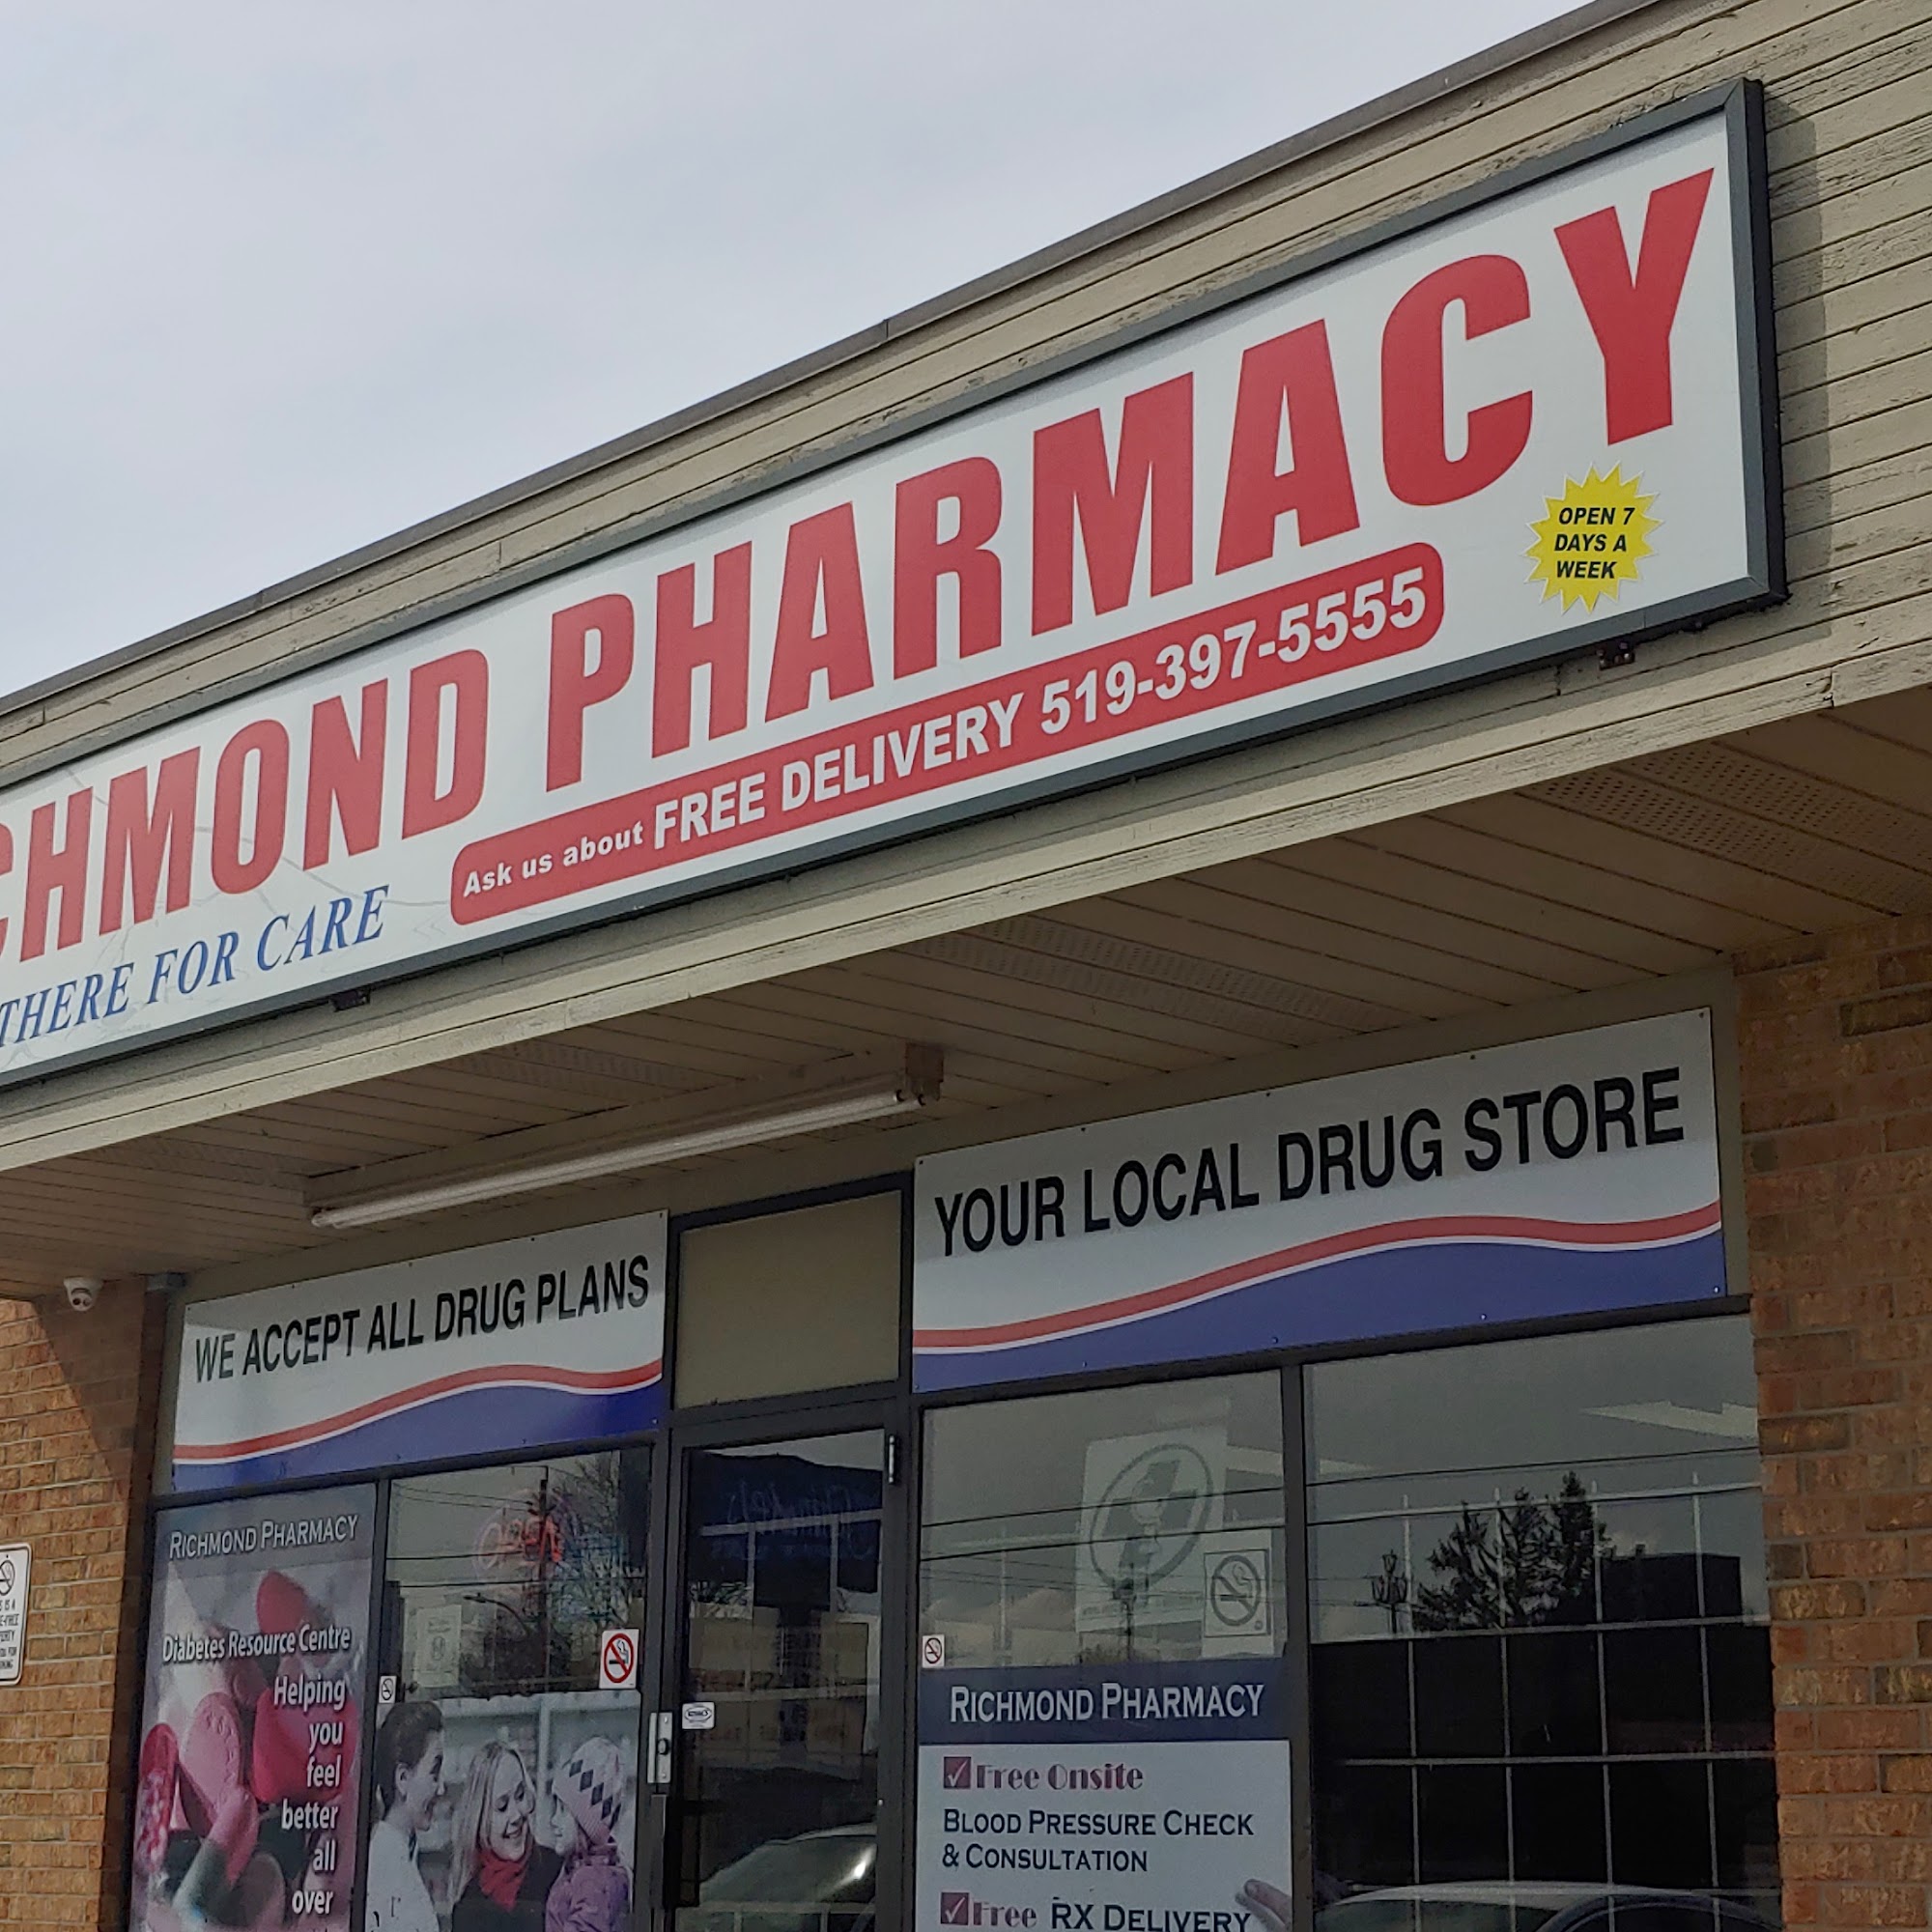 CHMOND PHARMACY
THERE FOR CARE
Ask us about FREE DELIVERY 519-397-5555
OPEN 7
DAYS A
WEEK
WE ACCEPT ALL DRUG PLANS
YOUR LOCAL DRUG STORE
RICHMOND PHARMACY
Diabetes Resource Centre
Helping
you
feel
better
all
over
OPEN
RICHMOND PHARMACY
Free Onsite
BLOOD PRESSURE CHECK
& CONSULTATION
Free RX DELIVERY